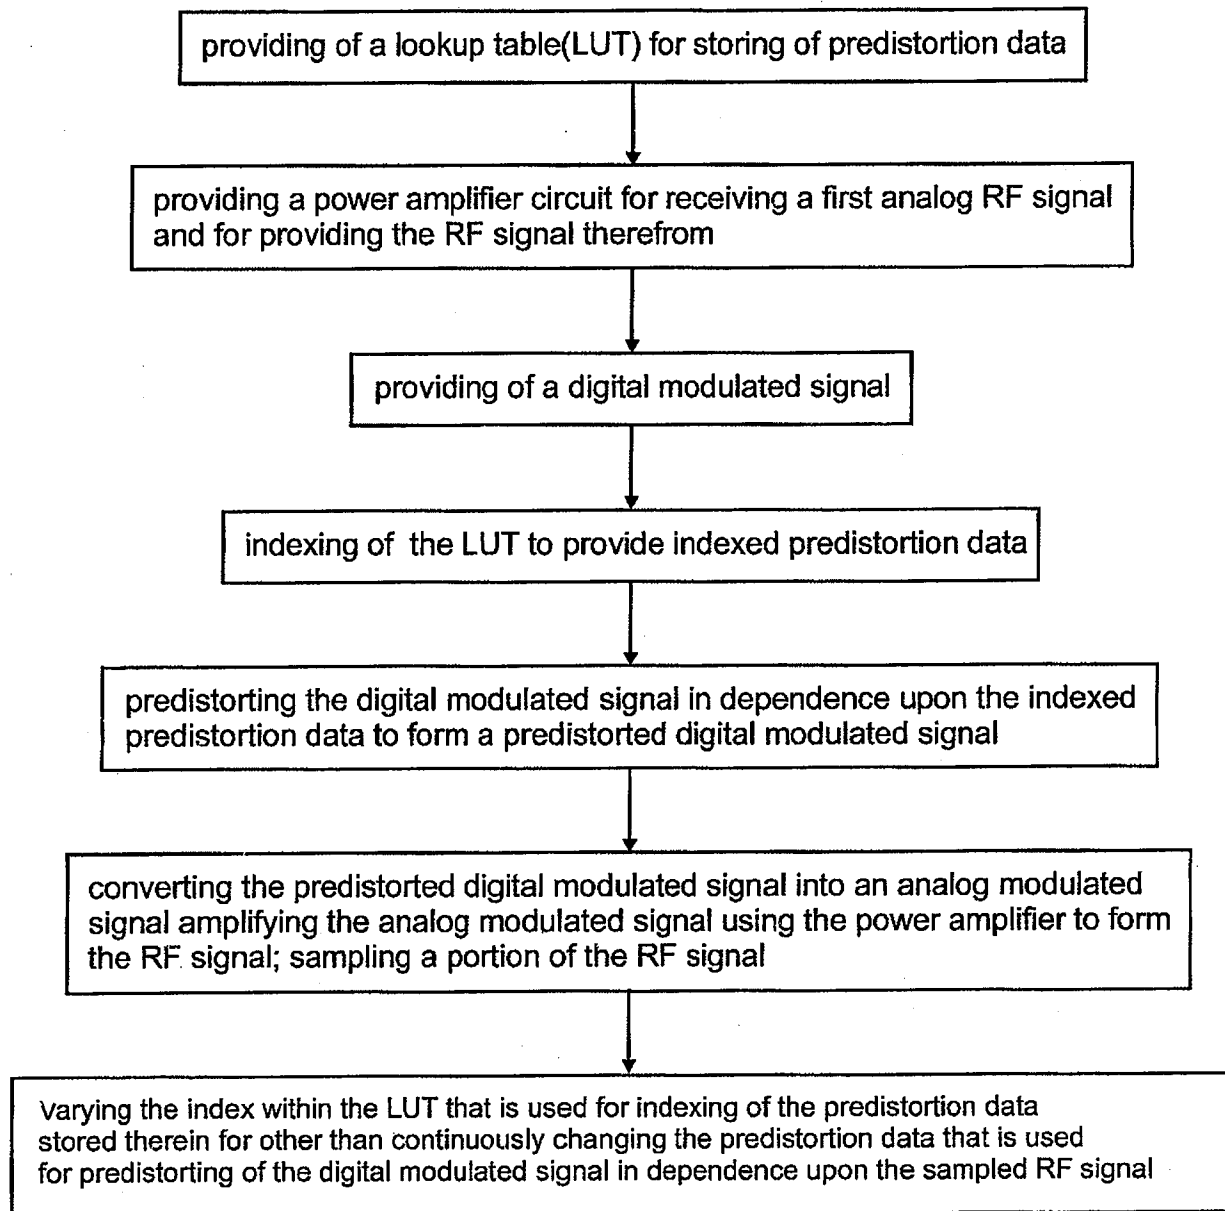 providing of a lookup table(LUT) for storing of predistortion data
providing a power amplifier circuit for receiving a first analog RF signal
and for providing the RF signal therefrom
providing of a digital modulated signal
indexing of the LUT to provide indexed predistortion data
predistorting the digital modulated signal in dependence upon the indexed
predistortion data to form a predistorted digital modulated signal
converting the predistorted digital modulated signal into an analog modulated
signal amplifying the analog modulated signal using the power amplifier to form
the RF signal; sampling a portion of the RF signal
Varying the index within the LUT that is used for indexing of the predistortion data
stored therein for other than continuously changing the predistortion data that is used
for predistorting of the digital modulated signal in dependence upon the sampled RF signal